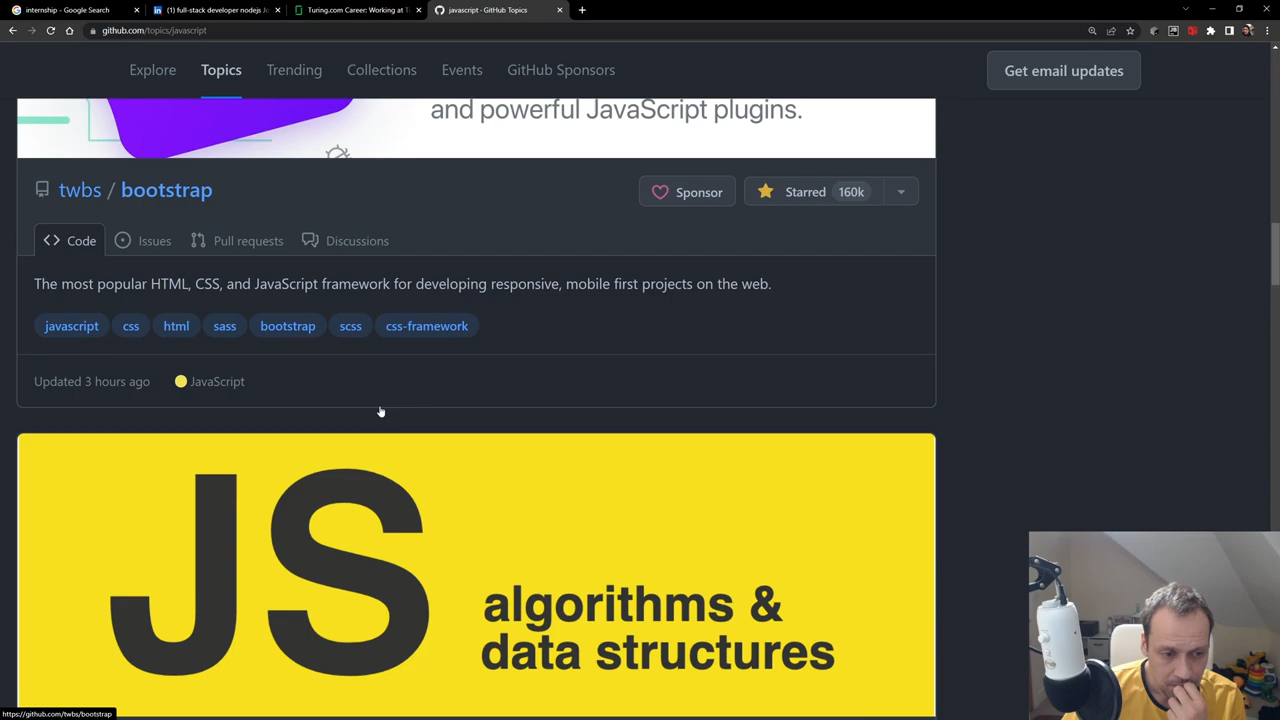 internship - Google Search
(1) full-stack developer nodejs Jo
Turing.com Career: Working at T
javascript · GitHub Topics
github.com/topics/javascript
Explore
Topics
Trending
Collections
Events
GitHub Sponsors
Get email updates
and powerful JavaScript plugins.
twbs / bootstrap
Sponsor
Starred 160k
Code
Issues
Pull requests
Discussions
The most popular HTML, CSS, and JavaScript framework for developing responsive, mobile first projects on the web.
javascript
css
html
sass
bootstrap
scss
css-framework
Updated 3 hours ago
JavaScript
JS
algorithms &
data structures
https://github.com/twbs/bootstrap